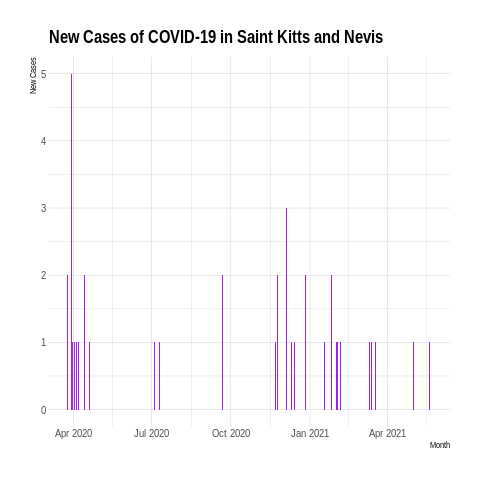 New Cases of COVID-19 in Saint Kitts and Nevis
New Cases
5
4
3
2
1
0
Apr 2020 Jul 2020 Oct 2020 Jan 2021 Apr 2021
Month